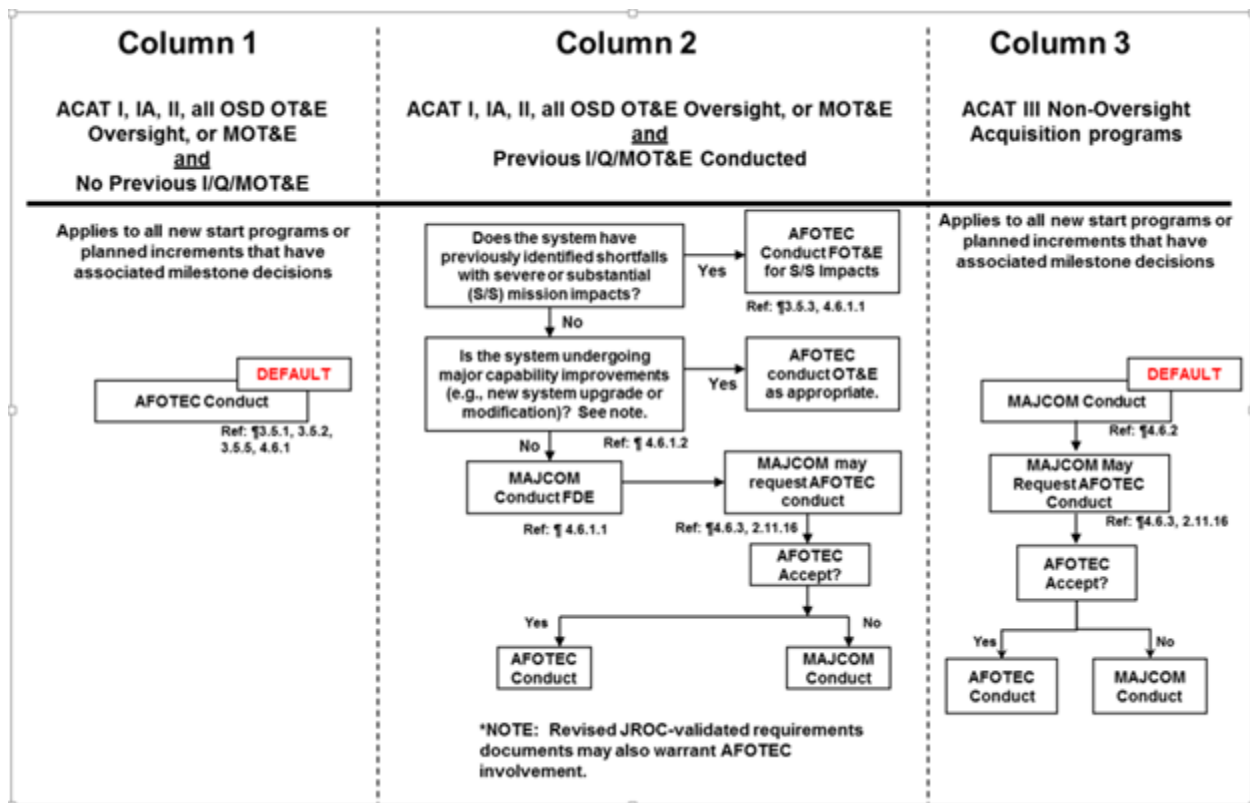 Column 1
ACAT I, IA, II, all OSD OT&E
Oversight, or MOT&E
and
No Previous I/Q/MOT&E
Applies to all new start programs or
planned increments that have
associated milestone decisions
DEFAULT
AFOTEC Conduct
Ref: ¶3.5.1, 3.5.2,
3.5.5, 4.6.1
Column 2
ACAT I, IA, II, all OSD OT&E Oversight, or MOT&E
and
Previous I/Q/MOT&E Conducted
Does the system have
previously identified shortfalls
with severe or substantial
(S/S) mission impacts?
Yes
AFOTEC
Conduct FOT&E
for S/S Impacts
Ref: ¶3.5.3, 4.6.1.1
No
Is the system undergoing
major capability improvements
(e.g., new system upgrade or
modification)? See note.
Yes
AFOTEC
conduct OT&E
as appropriate.
No
Ref: ¶ 4.6.1.2
MAJCOM
Conduct FDE
Ref: ¶ 4.6.1.1
MAJCOM may
request AFOTEC
conduct
Ref: ¶4.6.3, 2.11.16
AFOTEC
Accept?
Yes
No
AFOTEC
Conduct
MAJCOM
Conduct
*NOTE: Revised JROC-validated requirements
documents may also warrant AFOTEC
involvement.
Column 3
ACAT III Non-Oversight
Acquisition programs
Applies to all new start programs or
planned increments that have
associated milestone decisions
DEFAULT
MAJCOM Conduct
Ref: ¶4.6.2
MAJCOM May
Request AFOTEC
Conduct
Ref: ¶4.6.3, 2.11.16
AFOTEC
Accept?
Yes
No
AFOTEC
Conduct
MAJCOM
Conduct